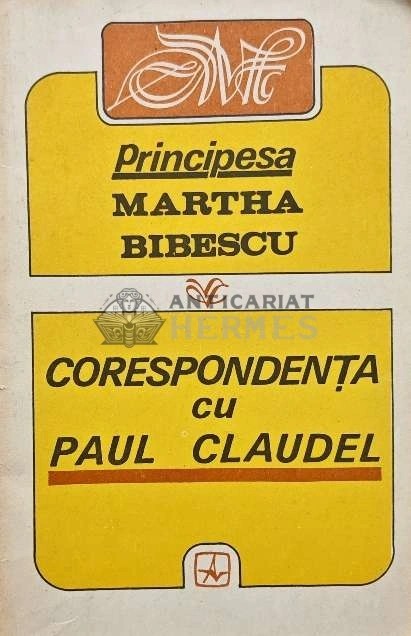 Principesa
MARTHA
BIBESCU
ANTICARIAT
HERMES
CORESPONDENȚA
cu
PAUL CLAUDEL